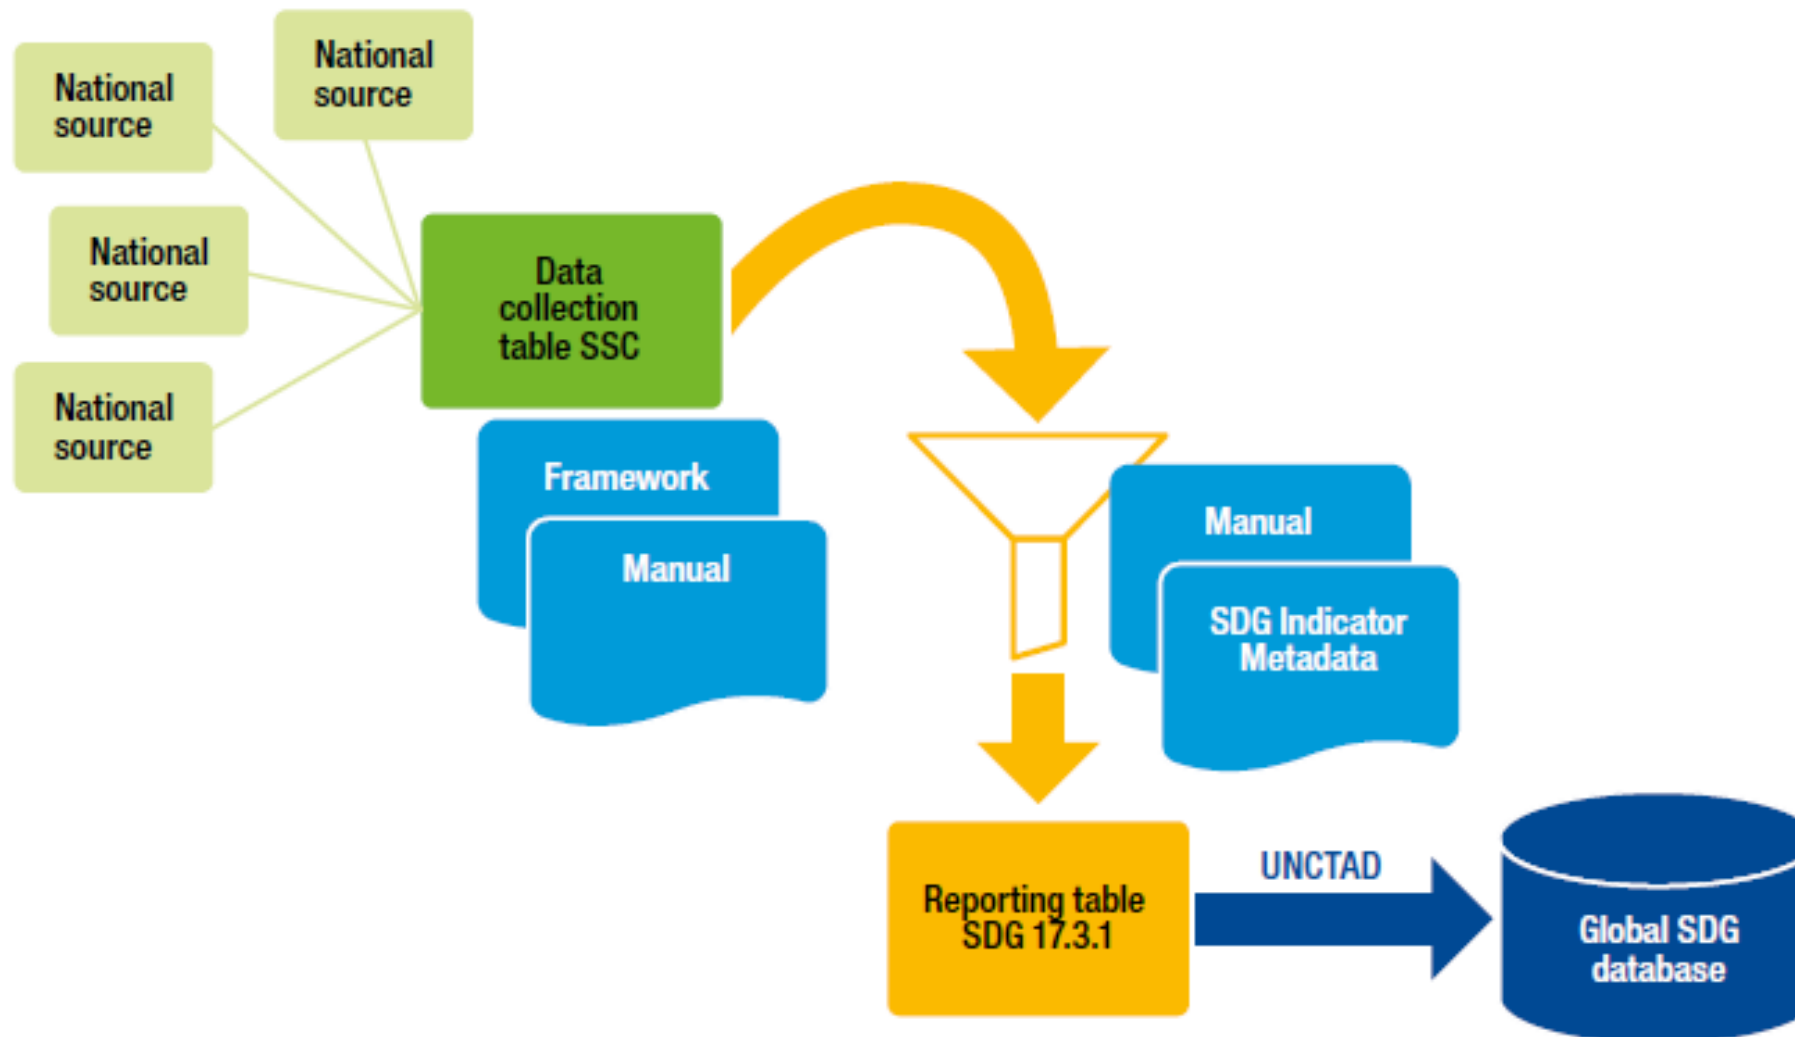 National
source
National
source
National
source
National
source
Data
collection
table SSC
Framework
Manual
Manual
SDG Indicator
Metadata
Reporting table
SDG 17.3.1
UNCTAD
Global SDG
database